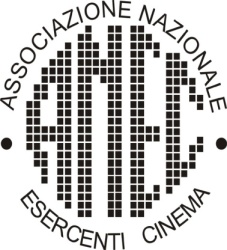 ASSOCIAZIONE NAZIONALE
ANEC
ESERCENTI CINEMA